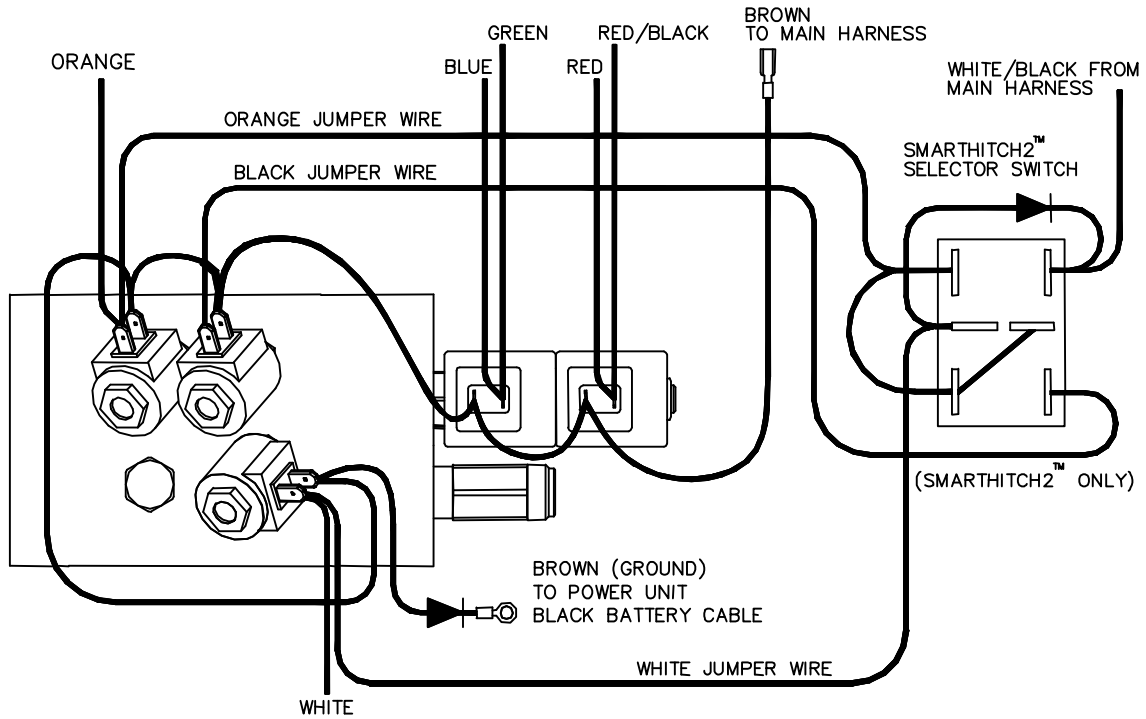 BROWN
TO MAIN HARNESS
GREEN
RED/BLACK
ORANGE
BLUE
RED
WHITE/BLACK FROM
MAIN HARNESS
ORANGE JUMPER WIRE
SMARTHITCH2™
SELECTOR SWITCH
BLACK JUMPER WIRE
(SMARTHITCH2™ ONLY)
BROWN (GROUND)
TO POWER UNIT
BLACK BATTERY CABLE
WHITE JUMPER WIRE
WHITE